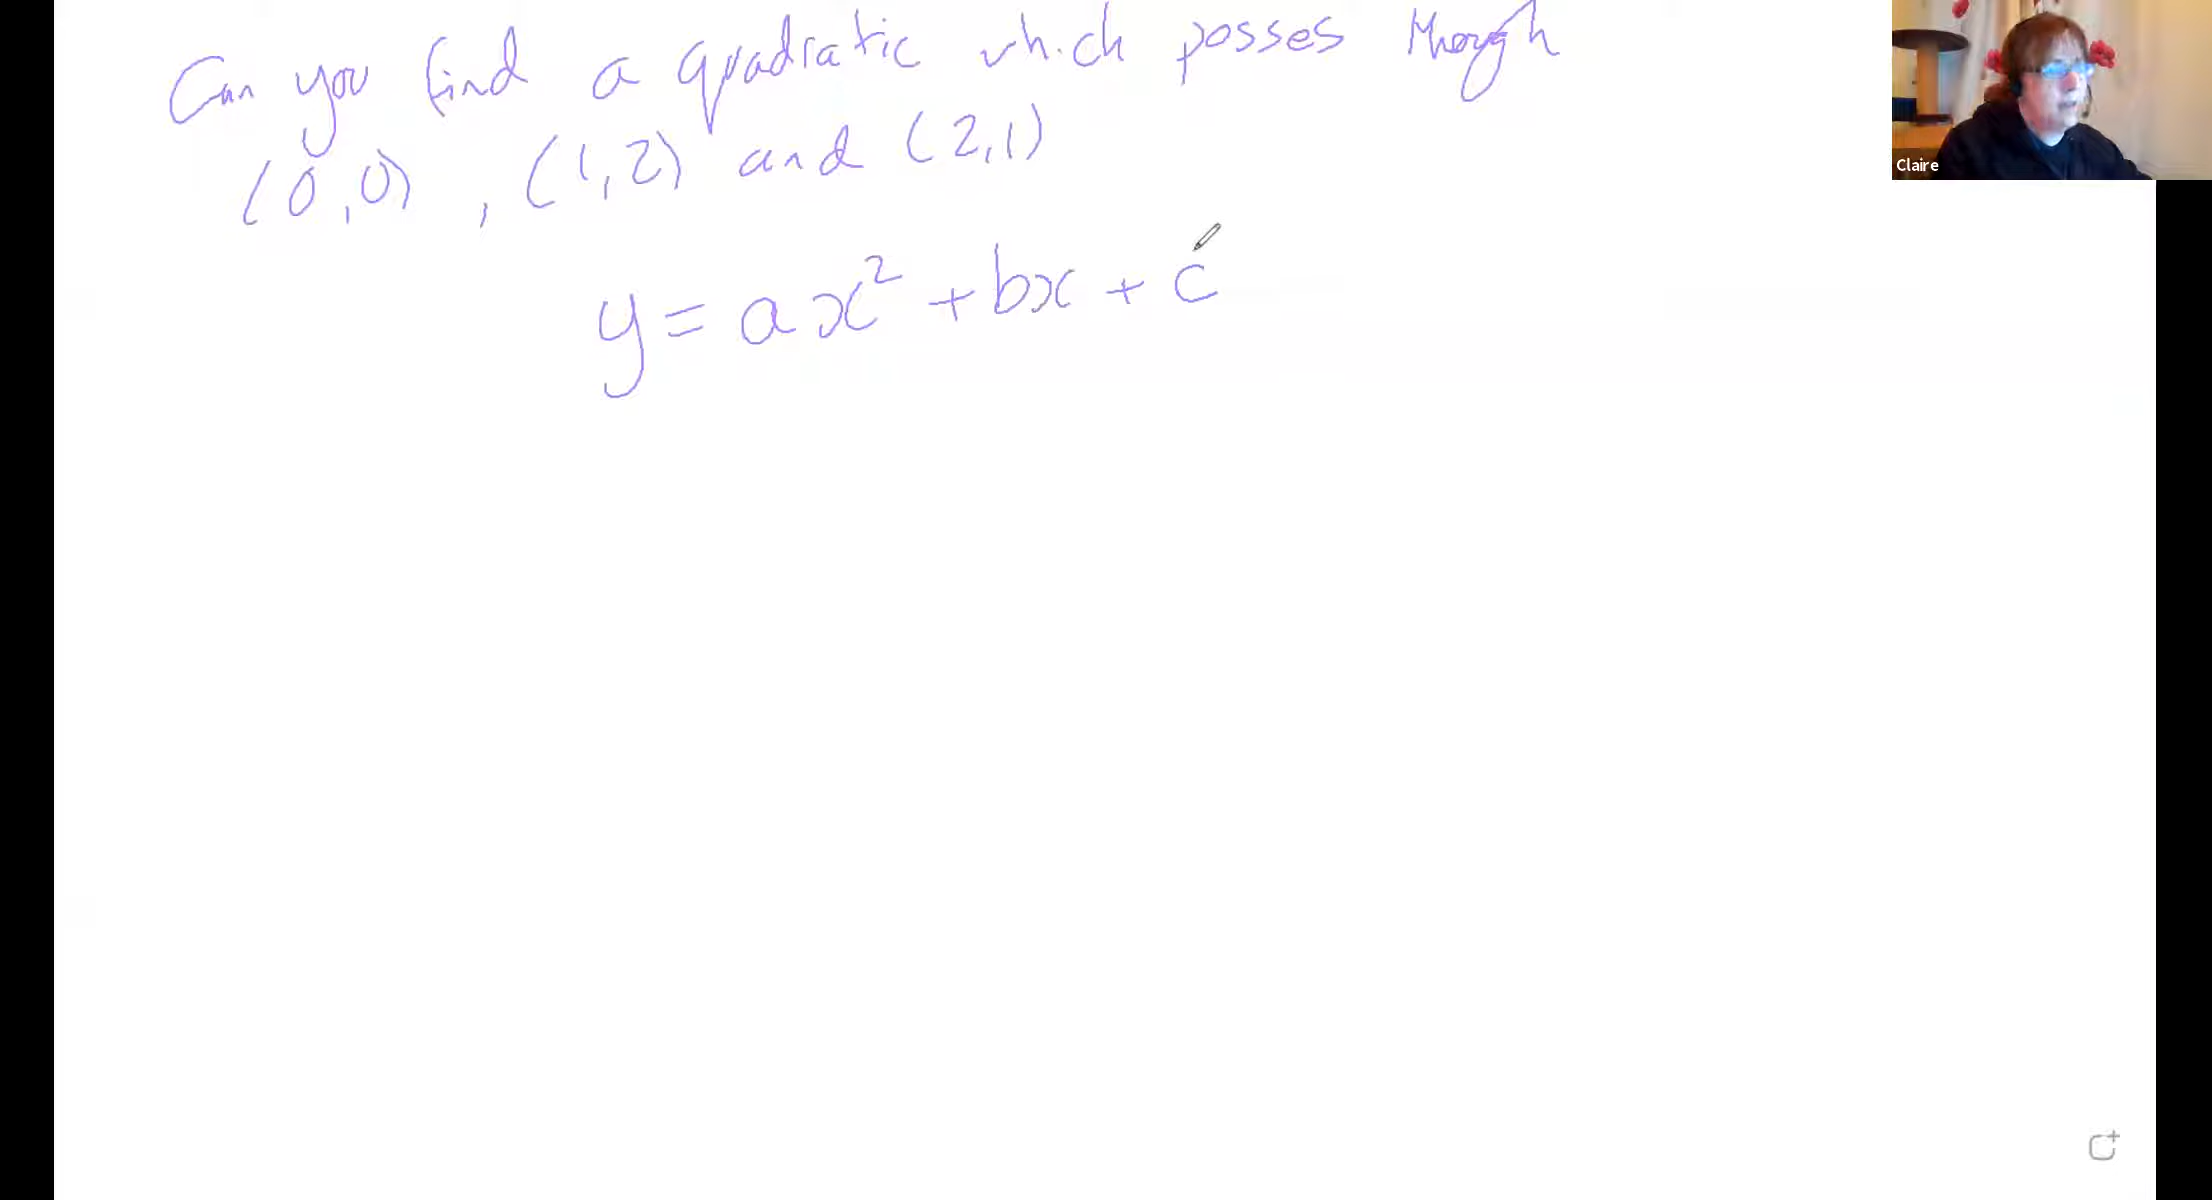 Can you find a quadratic which passes through
(0,0) , (1,2) and (2,1)
y = ax² + bx + c
Claire